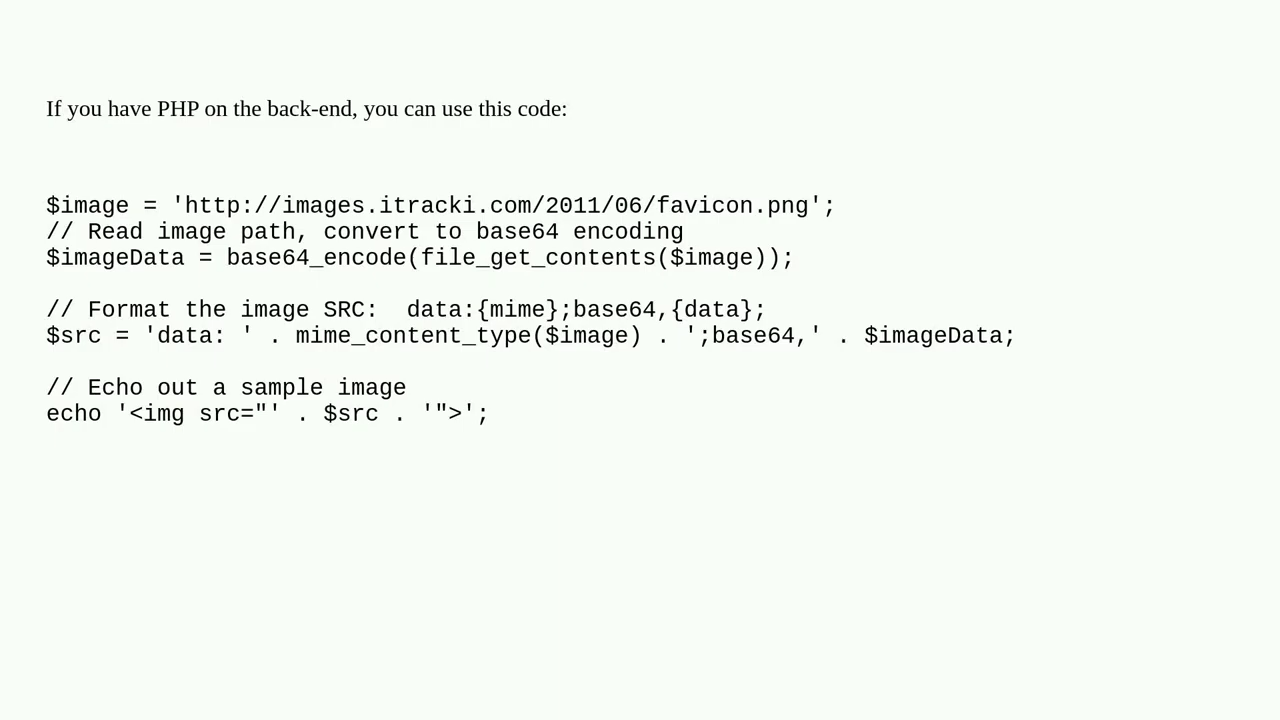 If you have PHP on the back-end, you can use this code:
$image = 'http://images.itracki.com/2011/06/favicon.png';
// Read image path, convert to base64 encoding
$imageData = base64_encode(file_get_contents($image));
// Format the image SRC:  data:{mime};base64,{data};
$src = 'data: ' . mime_content_type($image) . ';base64,' . $imageData;
// Echo out a sample image
echo '<img src="' . $src . '">';